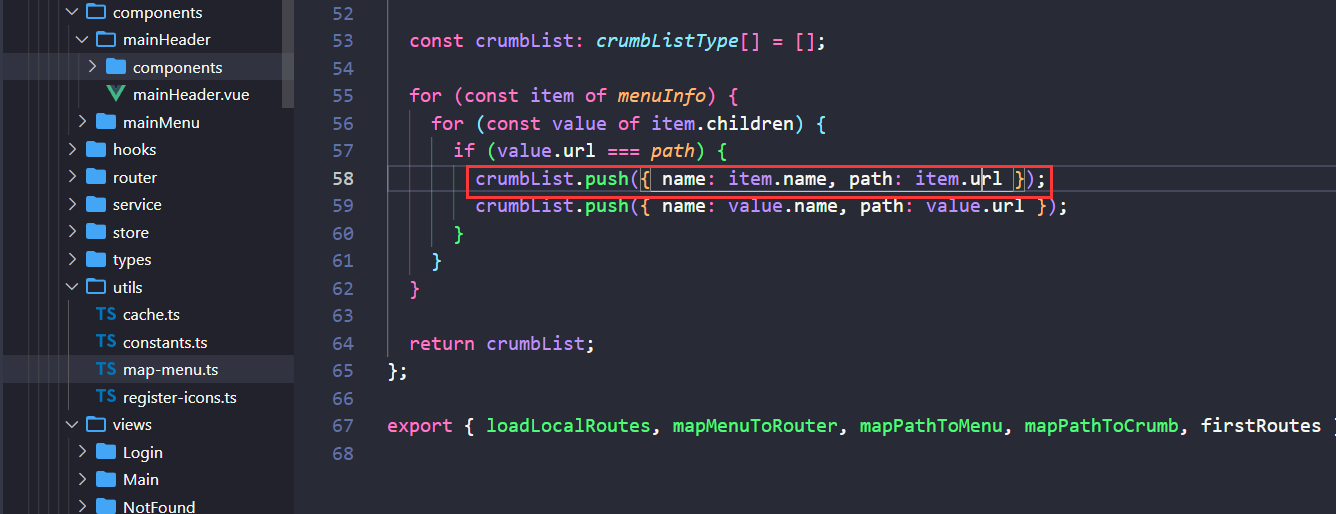 components
mainHeader
components
mainHeader.vue
mainMenu
hooks
router
service
store
types
utils
TS cache.ts
TS constants.ts
TS map-menu.ts
TS register-icons.ts
views
Login
Main
NotFound
52
53 const crumbList: crumbListType[] = [];
54
55 for (const item of menuInfo) {
56 for (const value of item.children) {
57 if (value.url === path) {
58 crumbList.push({ name: item.name, path: item.url });
59 crumbList.push({ name: value.name, path: value.url });
60 }
61 }
62 }
63
64 return crumbList;
65 };
66
67 export { loadLocalRoutes, mapMenuToRouter, mapPathToMenu, mapPathToCrumb, firstRoutes }
68